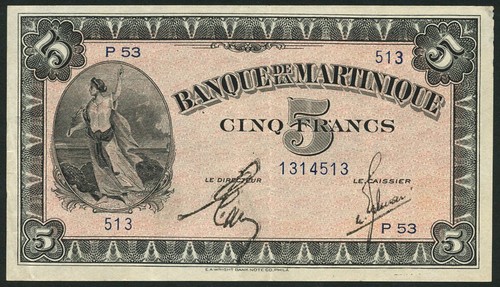 5 5
P 53 513
BANQUE DE LA MARTINIQUE
5
CINQ FRANCS
1314513
LE DIRECTEUR LE CAISSIER
513 P 53
5 5
E.A. WRIGHT BANK NOTE CO. PHILA.